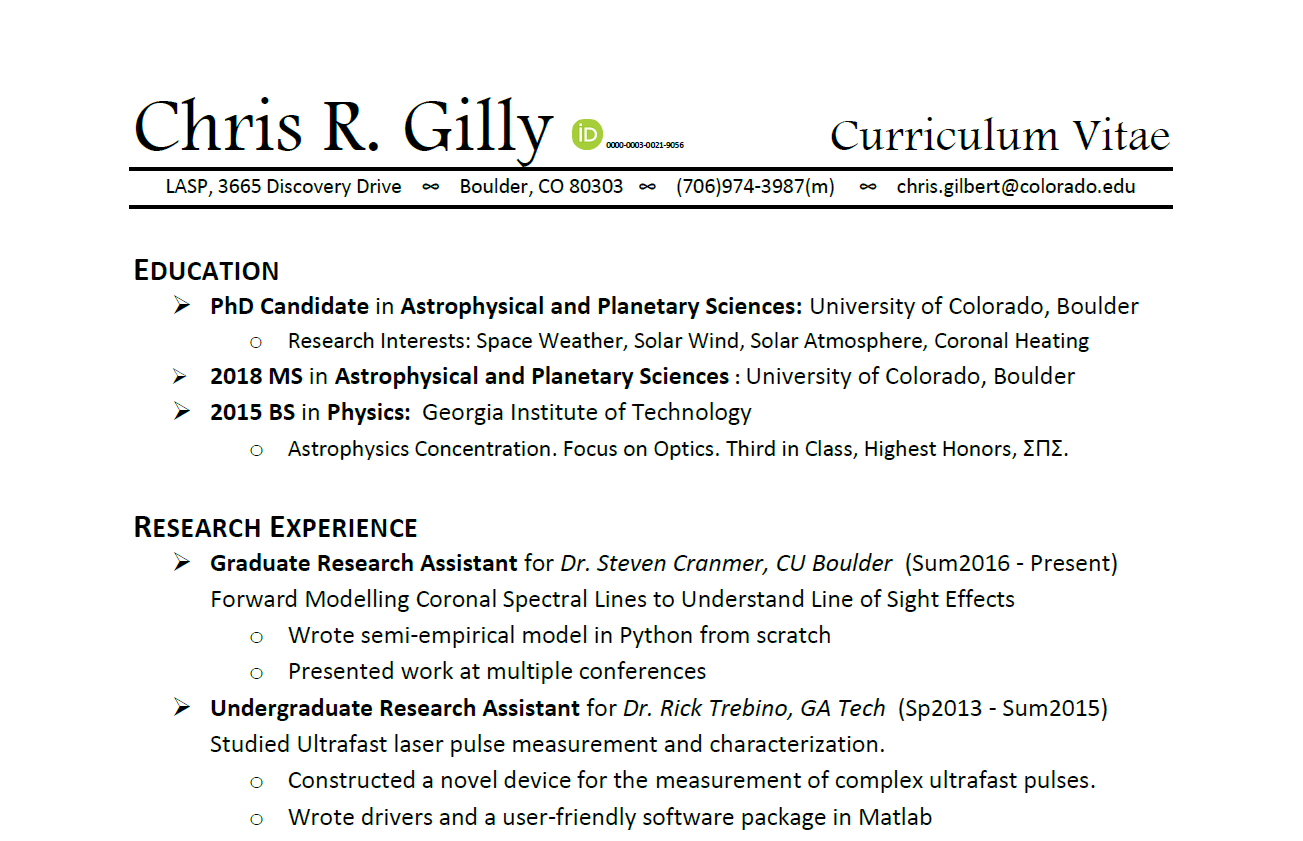 Chris R. Gilly iD 0000-0003-0021-9056 Curriculum Vitae
LASP, 3665 Discovery Drive ∞ Boulder, CO 80303 ∞ (706)974-3987(m) ∞ chris.gilbert@colorado.edu
EDUCATION
➢ PhD Candidate in Astrophysical and Planetary Sciences: University of Colorado, Boulder
o Research Interests: Space Weather, Solar Wind, Solar Atmosphere, Coronal Heating
➢ 2018 MS in Astrophysical and Planetary Sciences : University of Colorado, Boulder
➢ 2015 BS in Physics: Georgia Institute of Technology
o Astrophysics Concentration. Focus on Optics. Third in Class, Highest Honors, ΣΠΣ.
RESEARCH EXPERIENCE
➢ Graduate Research Assistant for Dr. Steven Cranmer, CU Boulder (Sum2016 - Present)
Forward Modelling Coronal Spectral Lines to Understand Line of Sight Effects
o Wrote semi-empirical model in Python from scratch
o Presented work at multiple conferences
➢ Undergraduate Research Assistant for Dr. Rick Trebino, GA Tech (Sp2013 - Sum2015)
Studied Ultrafast laser pulse measurement and characterization.
o Constructed a novel device for the measurement of complex ultrafast pulses.
o Wrote drivers and a user-friendly software package in Matlab